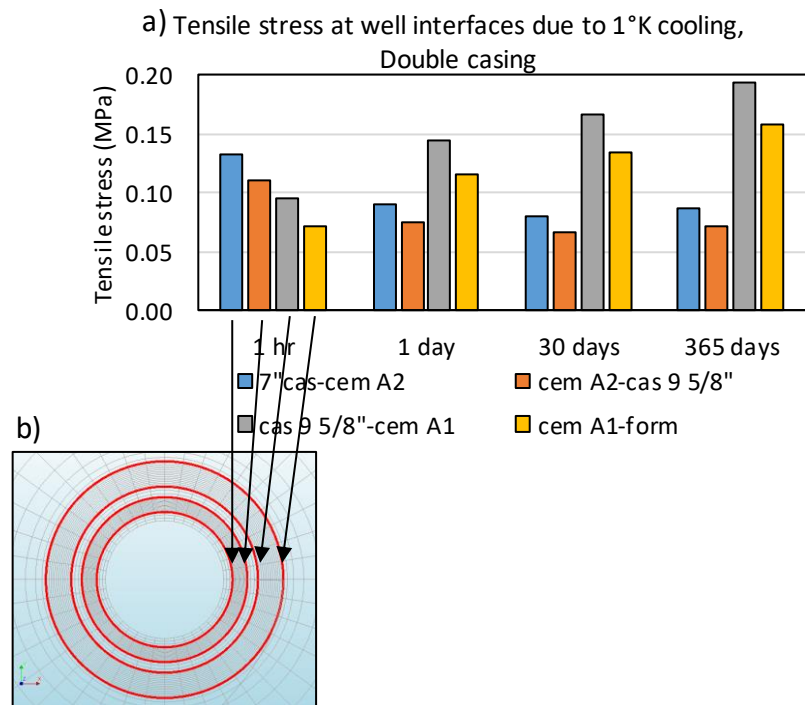 a) Tensile stress at well interfaces due to 1°K cooling,
Double casing
Tensile stress (MPa)
0.20
0.15
0.10
0.05
0.00
1 hr 1 day 30 days 365 days
7"cas-cem A2 cem A2-cas 9 5/8"
cas 9 5/8"-cem A1 cem A1-form
b)